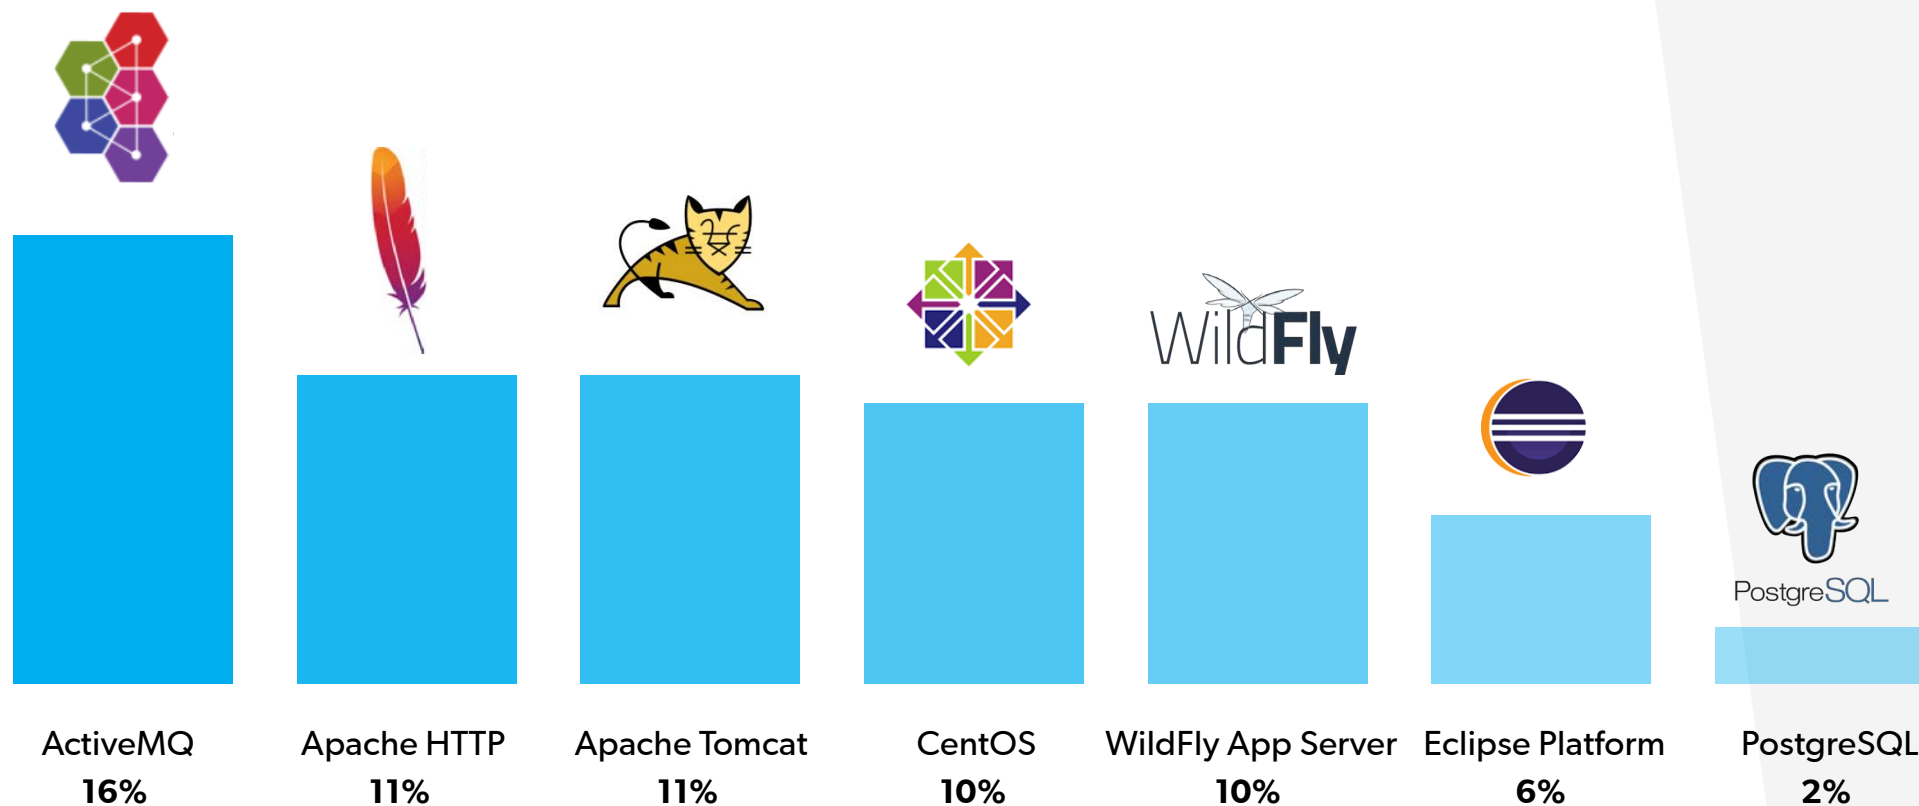 WildFly
PostgreSQL
ActiveMQ
16%
Apache HTTP
11%
Apache Tomcat
11%
CentOS
10%
WildFly App Server
10%
Eclipse Platform
6%
PostgreSQL
2%